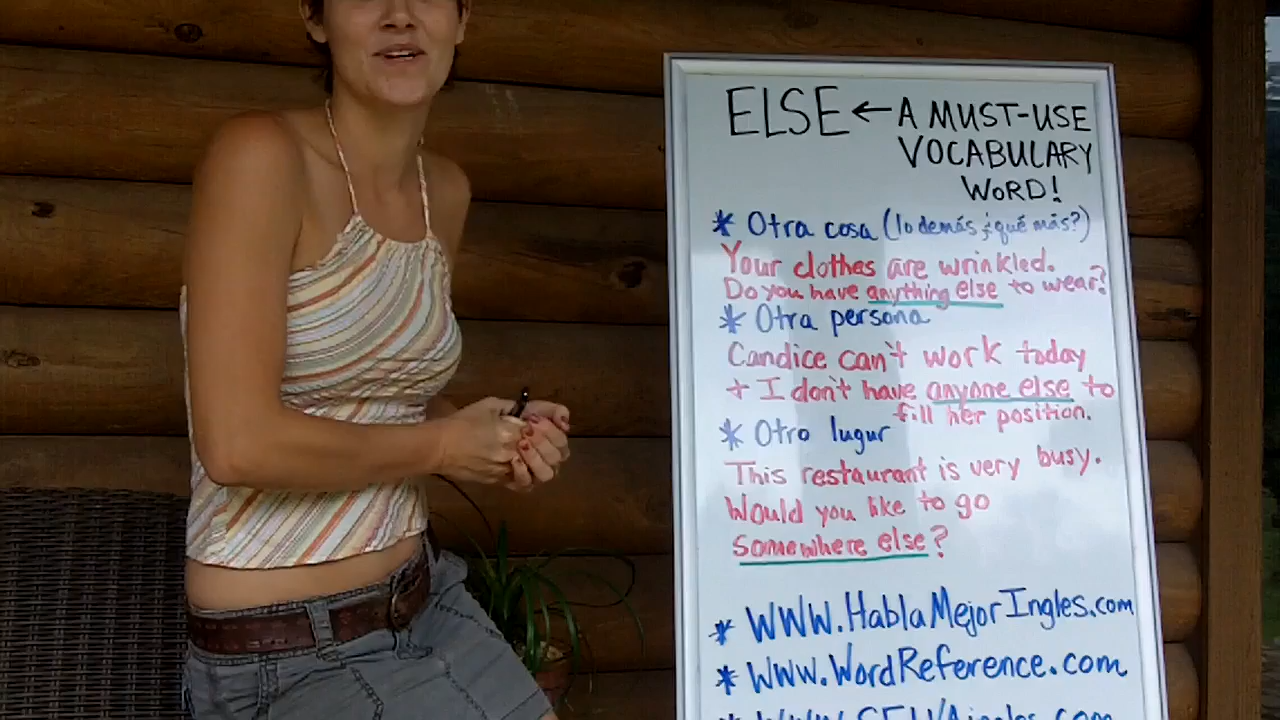 ELSE ← A MUST-USE
VOCABULARY
WORD!
* Otra cosa (lo demás ¿qué más?)
Your clothes are wrinkled.
Do you have anything else to wear?
* Otra persona
Candice can't work today
+ I don't have anyone else to
fill her position.
* Otro lugur
This restaurant is very busy.
Would you like to go
Somewhere else?
* WWW.HablaMejorIngles.com
* WWW.WordReference.com